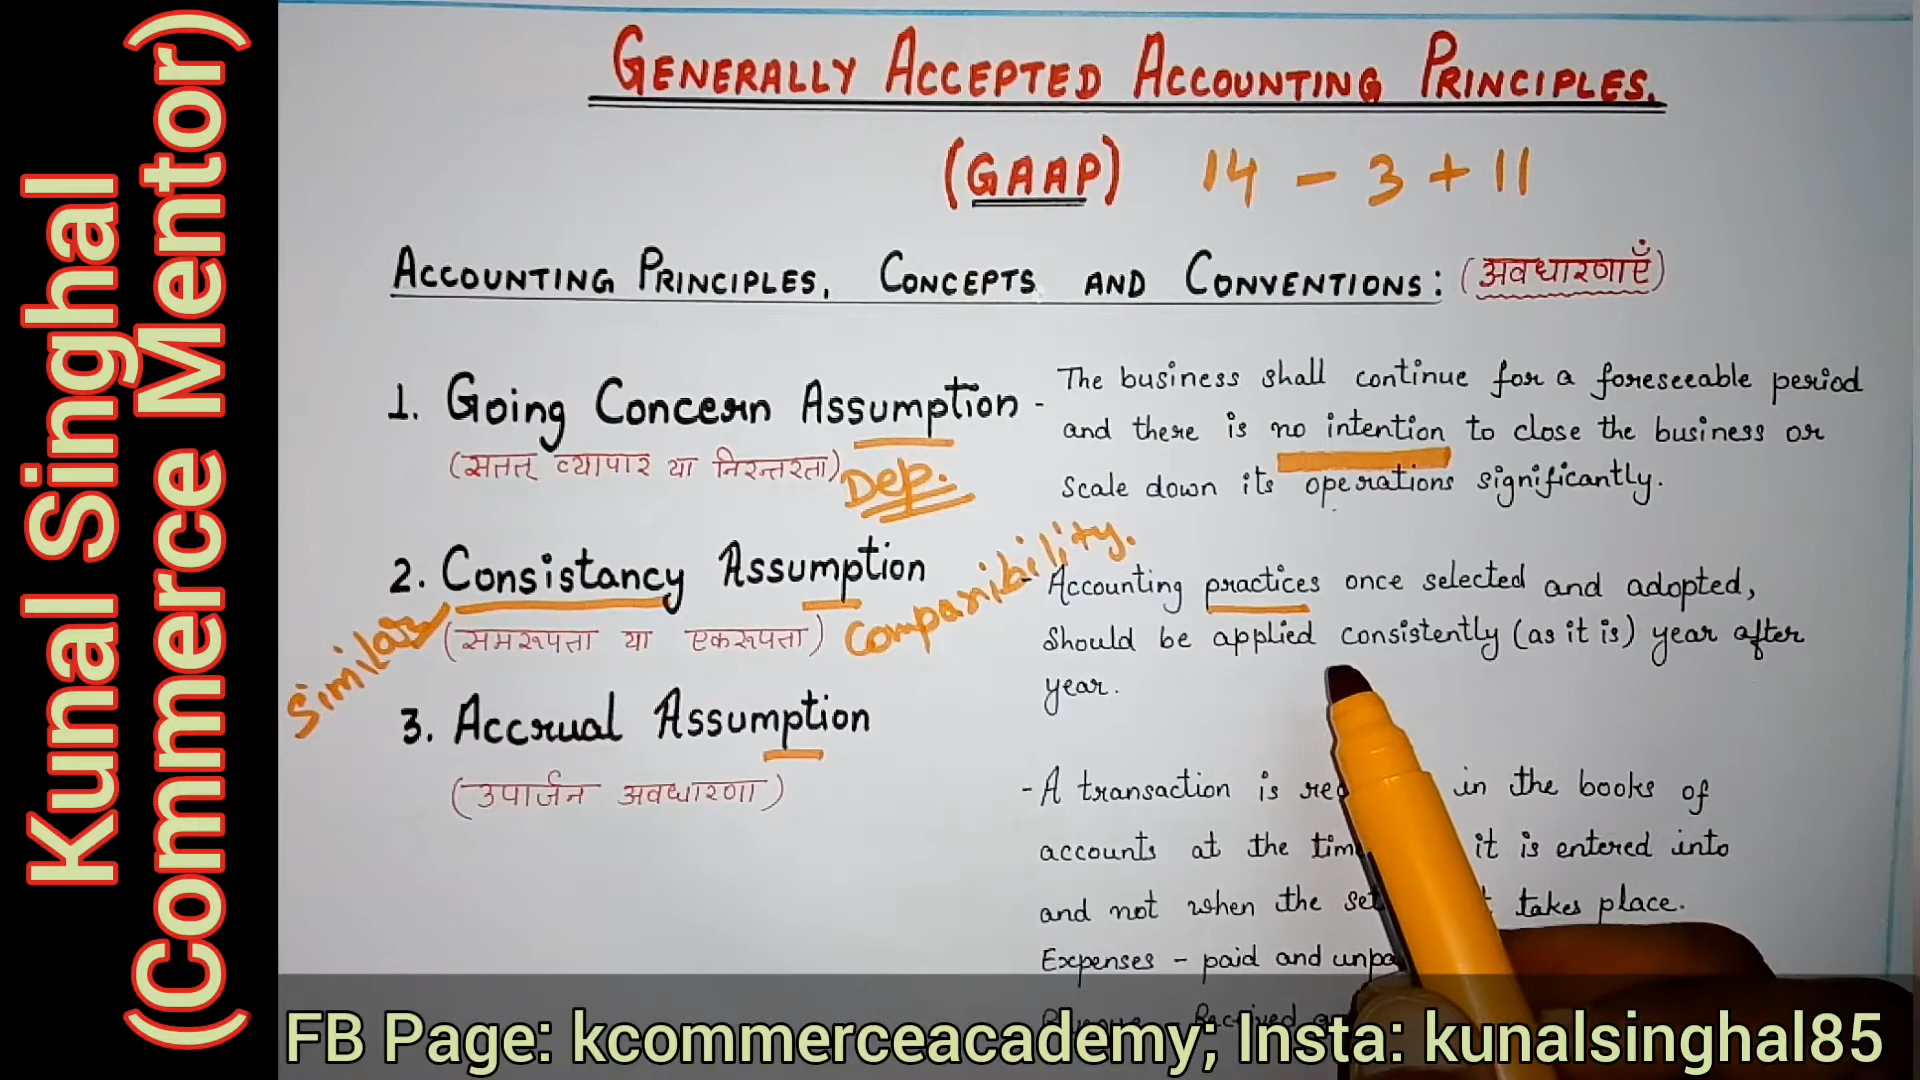 Kunal Singhal
(Commerce Mentor)
GENERALLY ACCEPTED ACCOUNTING PRINCIPLES.
(GAAP) 14 - 3 + 11
ACCOUNTING PRINCIPLES, CONCEPTS AND CONVENTIONS: (अवधारणाएँ)
1. Going Concern Assumption -
(सतत् व्यापार या निरन्तरता) Dep.
The business shall continue for a foreseeable period
and there is no intention to close the business or
Scale down its operations significantly.
2. Consistancy Assumption
Similar (समरूपता या एकरूपता) Comparibility.
- Accounting practices once selected and adopted,
Should be applied consistently (as it is) year after
year.
3. Accrual Assumption
(उपार्जन अवधारणा)
- A transaction is in the books of
accounts at the it is entered into
and not when the takes place.
Expenses - paid and
Received
FB Page: kcommerceacademy; Insta: kunalsinghal85